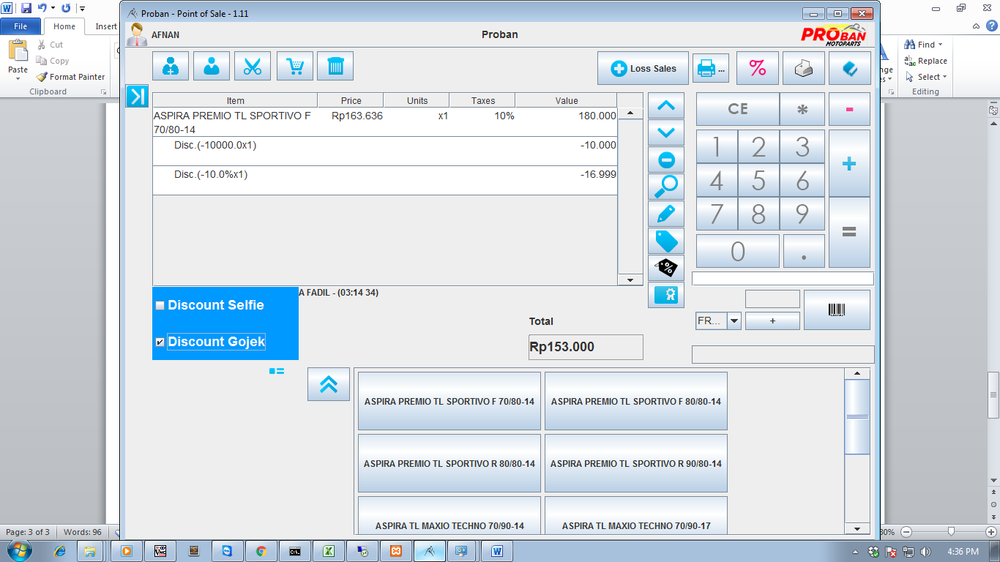 Proban - Point of Sale - 1.11
File
Home
Insert
Paste
Cut
Copy
Format Painter
Clipboard
Find
Replace
Select
Editing
AFNAN
Proban
PROBAN
MOTOPARTS
Loss Sales
...
%
Item Price Units Taxes Value
ASPIRA PREMIO TL SPORTIVO F Rp163.636 x1 10% 180.000
70/80-14
Disc.(-10000.0x1) -10.000
Disc.(-10.0%x1) -16.999
CE * -
1 2 3 +
4 5 6
7 8 9 =
0 .
A FADIL - (03:14 34)
Discount Selfie
Discount Gojek
Total
Rp153.000
FR... +
ASPIRA PREMIO TL SPORTIVO F 70/80-14
ASPIRA PREMIO TL SPORTIVO F 80/80-14
ASPIRA PREMIO TL SPORTIVO R 80/80-14
ASPIRA PREMIO TL SPORTIVO R 90/80-14
ASPIRA TL MAXIO TECHNO 70/90-14
ASPIRA TL MAXIO TECHNO 70/90-17
Page: 3 of 3
Words: 96
4:36 PM